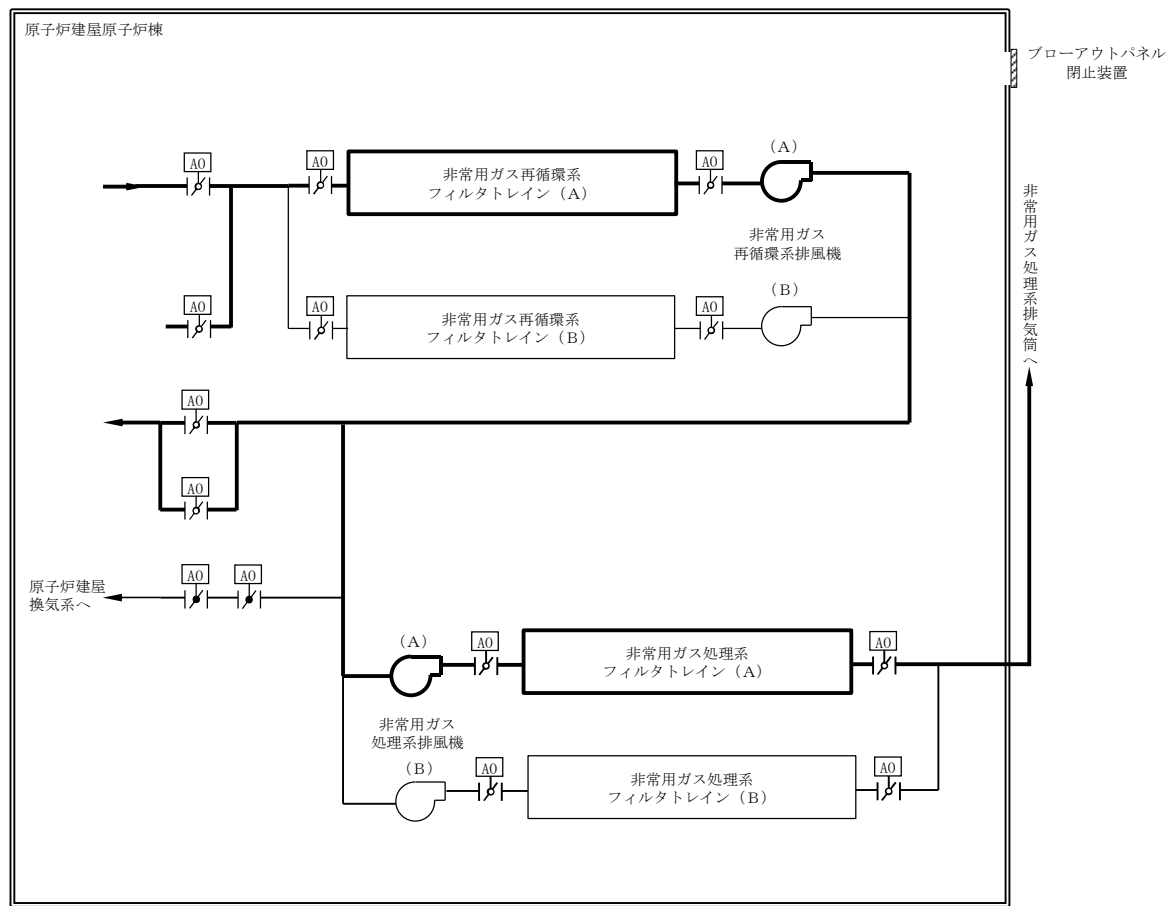 原子炉建屋原子炉棟
ブローアウトパネル
閉止装置
AO
AO
非常用ガス再循環系
フィルタトレイン（A）
AO
（A）
非常用ガス
再循環系排風機
AO
AO
非常用ガス再循環系
フィルタトレイン（B）
AO
（B）
非常用ガス処理系排気筒へ
AO
AO
原子炉建屋
換気系へ
AO
AO
（A）
AO
非常用ガス処理系
フィルタトレイン（A）
AO
非常用ガス
処理系排風機
（B）
AO
非常用ガス処理系
フィルタトレイン（B）
AO